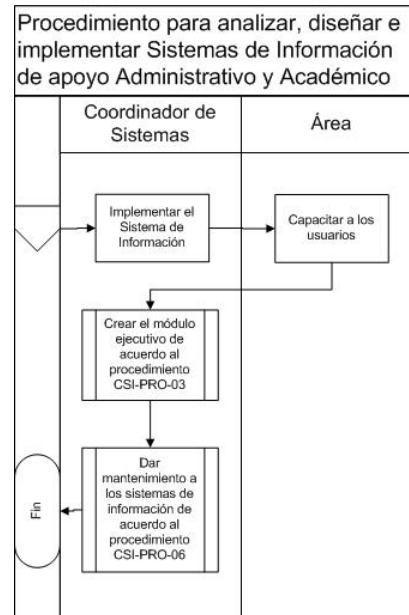 Procedimiento para analizar, diseñar e
implementar Sistemas de Información
de apoyo Administrativo y Académico
Coordinador de
Sistemas
Área
Implementar el
Sistema de
Información
Capacitar a los
usuarios
Crear el módulo
ejecutivo de
acuerdo al
procedimiento
CSI-PRO-03
Dar
mantenimiento a
los sistemas de
información de
acuerdo al
procedimiento
CSI-PRO-06
Fin